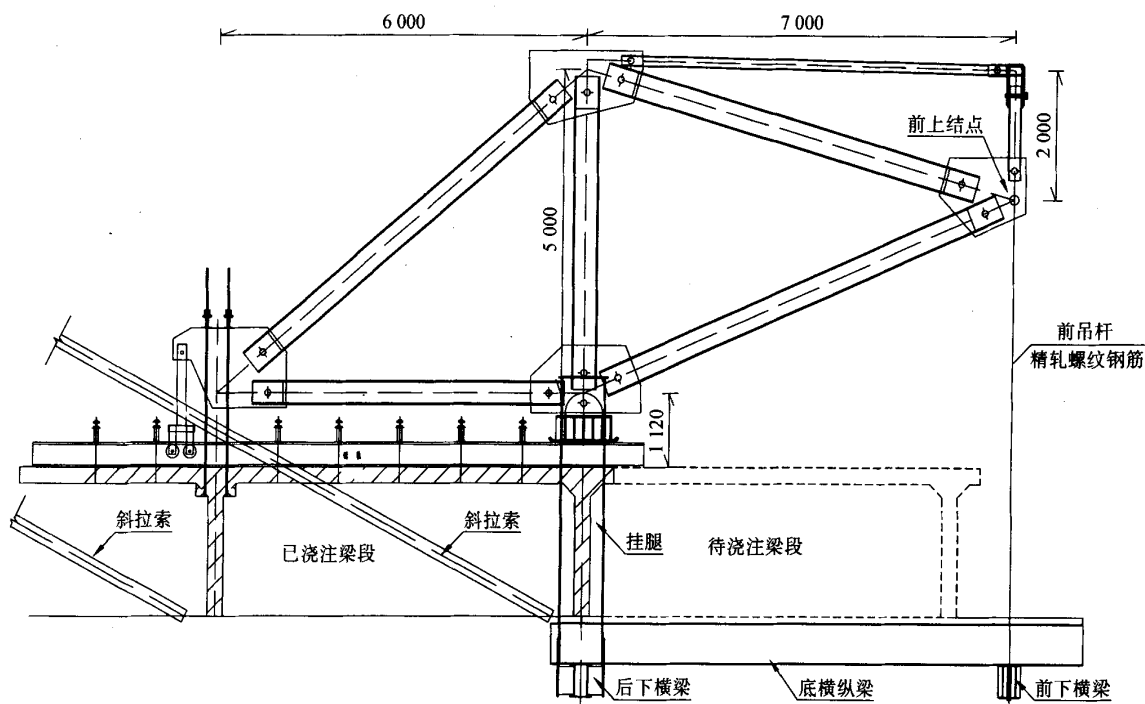 6 000
7 000
前上结点
2 000
5 000
前吊杆
精轧螺纹钢筋
1 120
斜拉索
已浇注梁段
斜拉索
挂腿
待浇注梁段
后下横梁
底横纵梁
前下横梁